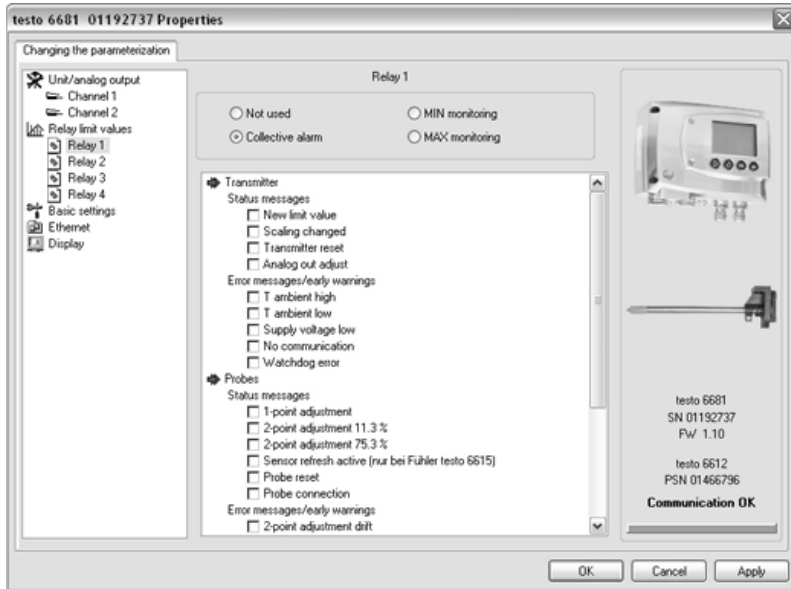 testo 6681 01192737 Properties
Changing the parameterization
Unit/analog output
Channel 1
Channel 2
Relay limit values
Relay 1
Relay 2
Relay 3
Relay 4
Basic settings
Ethernet
Display
Relay 1
Not used
MIN monitoring
Collective alarm
MAX monitoring
Transmitter
Status messages
New limit value
Scaling changed
Transmitter reset
Analog out adjust
Error messages/early warnings
T ambient high
T ambient low
Supply voltage low
No communication
Watchdog error
Probes
Status messages
1-point adjustment
2-point adjustment 11.3 %
2-point adjustment 75.3 %
Sensor refresh active (nur bei Fühler testo 6615)
Probe reset
Probe connection
Error messages/early warnings
2-point adjustment drift
testo 6681
SN 01192737
FW 1.10
testo 6612
PSN 01466796
Communication OK
OK
Cancel
Apply